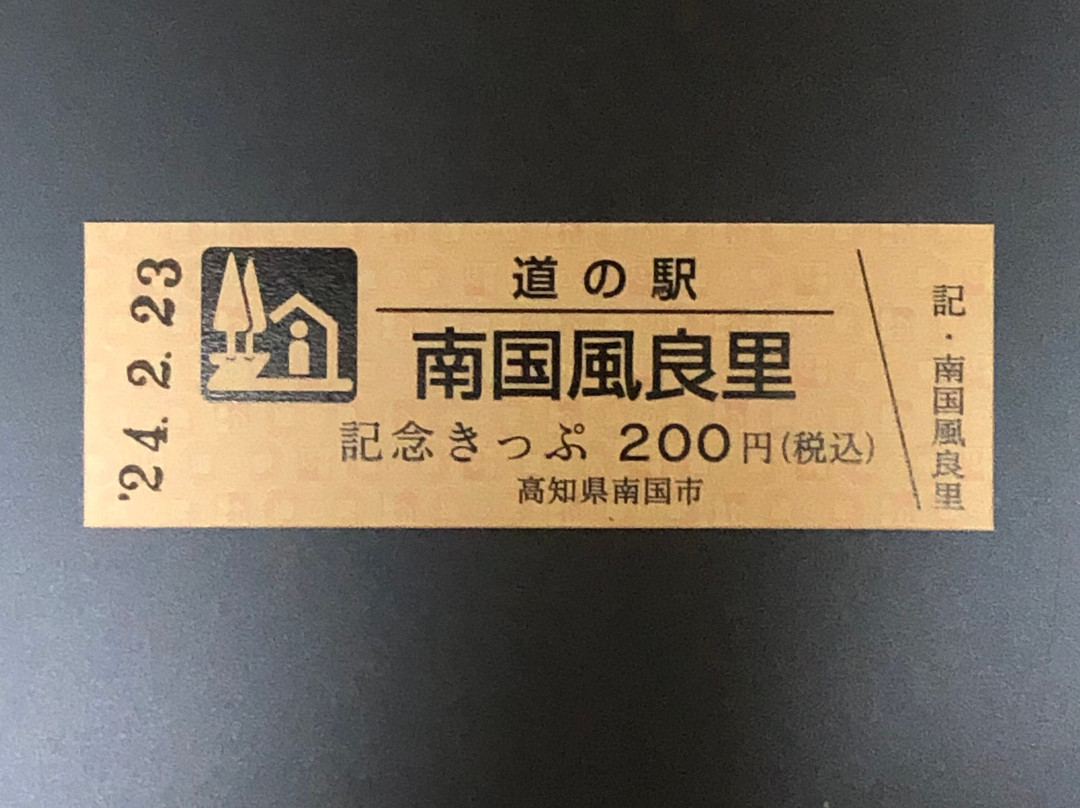 '24. 2. 23
道の駅
南国風良里
記念きっぷ 200円(税込)
高知県南国市
記・南国風良里